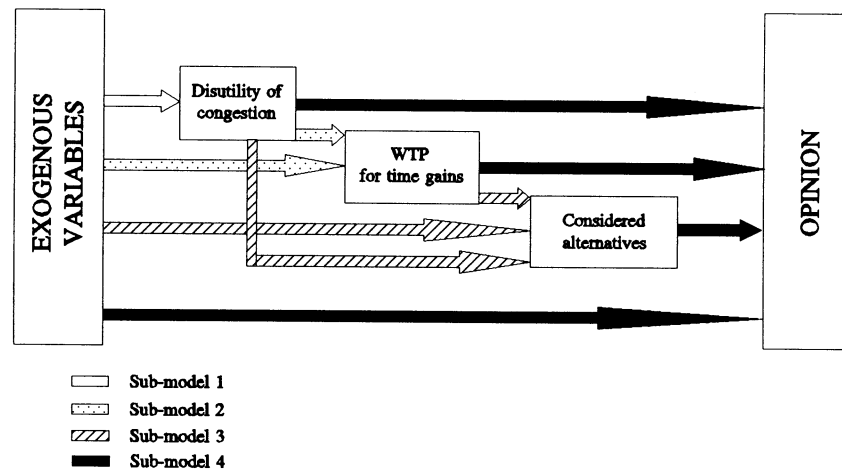 EXOGENOUS
VARIABLES
Disutility of
congestion
WTP
for time gains
Considered
alternatives
OPINION
Sub-model 1
Sub-model 2
Sub-model 3
Sub-model 4